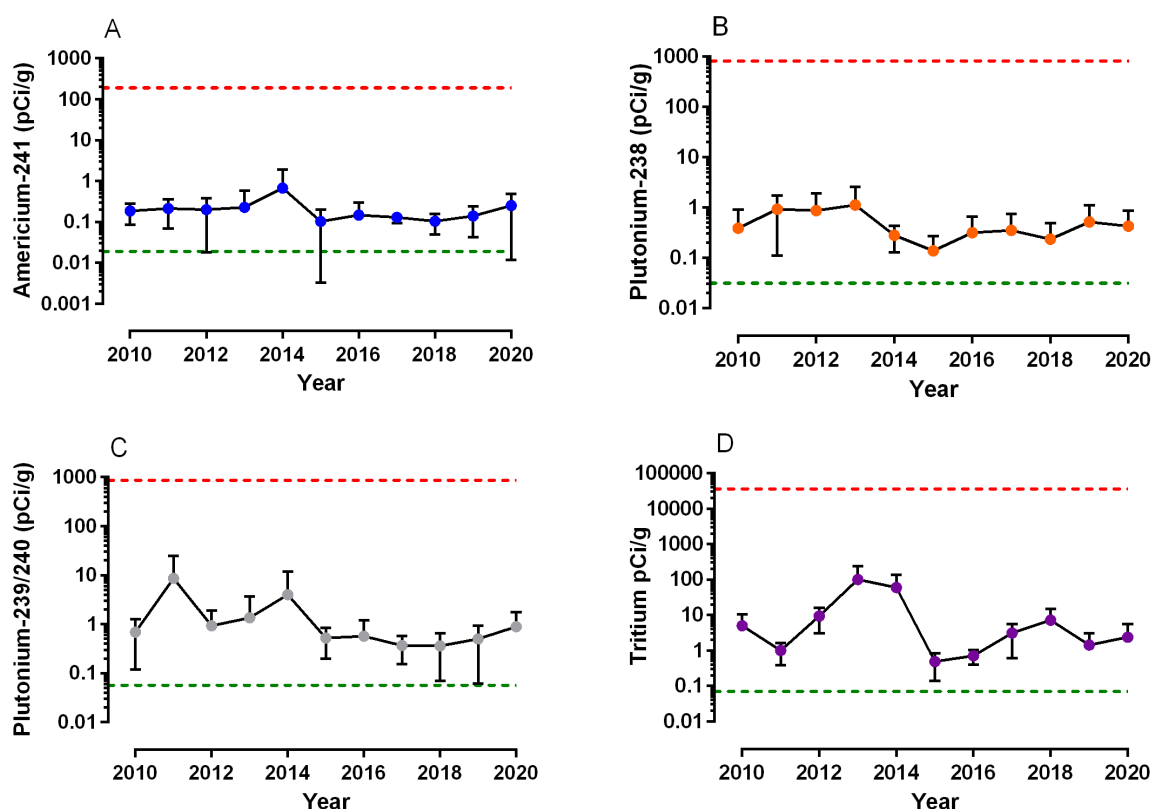 A
Americium-241 (pCi/g)
1000
100
10
1
0.1
0.01
0.001
2010 2012 2014 2016 2018 2020
Year
B
Plutonium-238 (pCi/g)
1000
100
10
1
0.1
0.01
2010 2012 2014 2016 2018 2020
Year
C
Plutonium-239/240 (pCi/g)
1000
100
10
1
0.1
0.01
2010 2012 2014 2016 2018 2020
Year
D
Tritium pCi/g
100000
10000
1000
100
10
1
0.1
0.01
2010 2012 2014 2016 2018 2020
Year